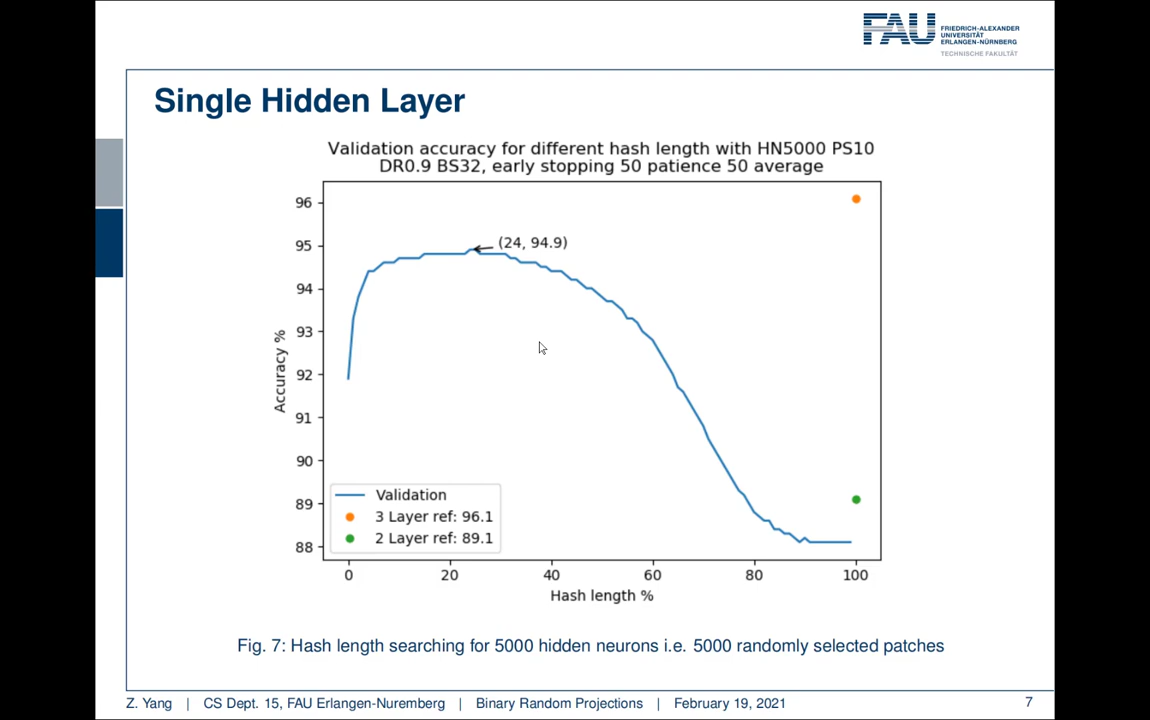 FAU
FRIEDRICH-ALEXANDER
UNIVERSITÄT
ERLANGEN-NÜRNBERG
TECHNISCHE FAKULTÄT
Single Hidden Layer
Validation accuracy for different hash length with HN5000 PS10
DR0.9 BS32, early stopping 50 patience 50 average
96
95
94
93
92
91
90
89
88
Accuracy %
(24, 94.9)
Validation
3 Layer ref: 96.1
2 Layer ref: 89.1
0 20 40 60 80 100
Hash length %
Fig. 7: Hash length searching for 5000 hidden neurons i.e. 5000 randomly selected patches
Z. Yang | CS Dept. 15, FAU Erlangen-Nuremberg | Binary Random Projections | February 19, 2021 7